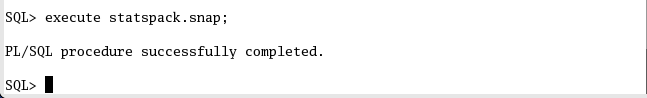 SQL> execute statspack.snap;
PL/SQL procedure successfully completed.
SQL>